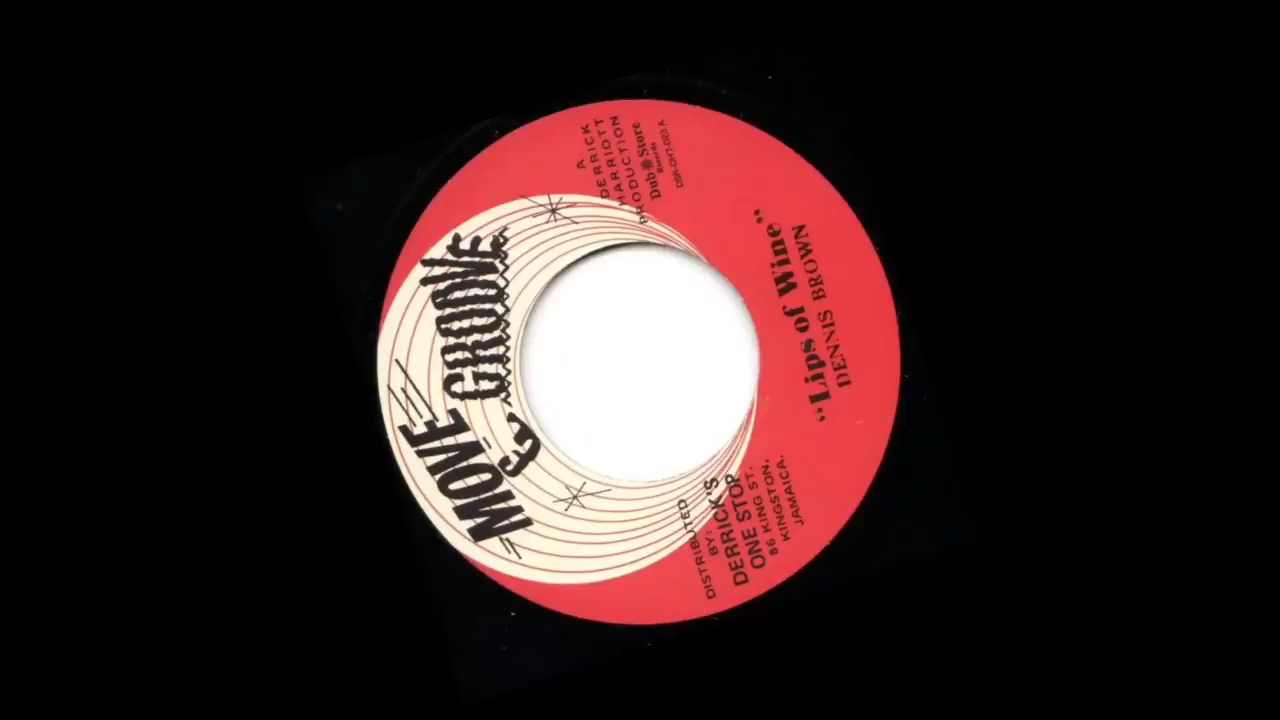 MOVE
& GROOVE
DISTRIBUTED
BY:
DERRICK'S
ONE STOP
86 KING ST.
KINGSTON,
JAMAICA.
A
DERRICK
HARRIOTT
PRODUCTION
Dub Store
Records
DSR-DH7-023 A
"Lips of Wine"
DENNIS BROWN